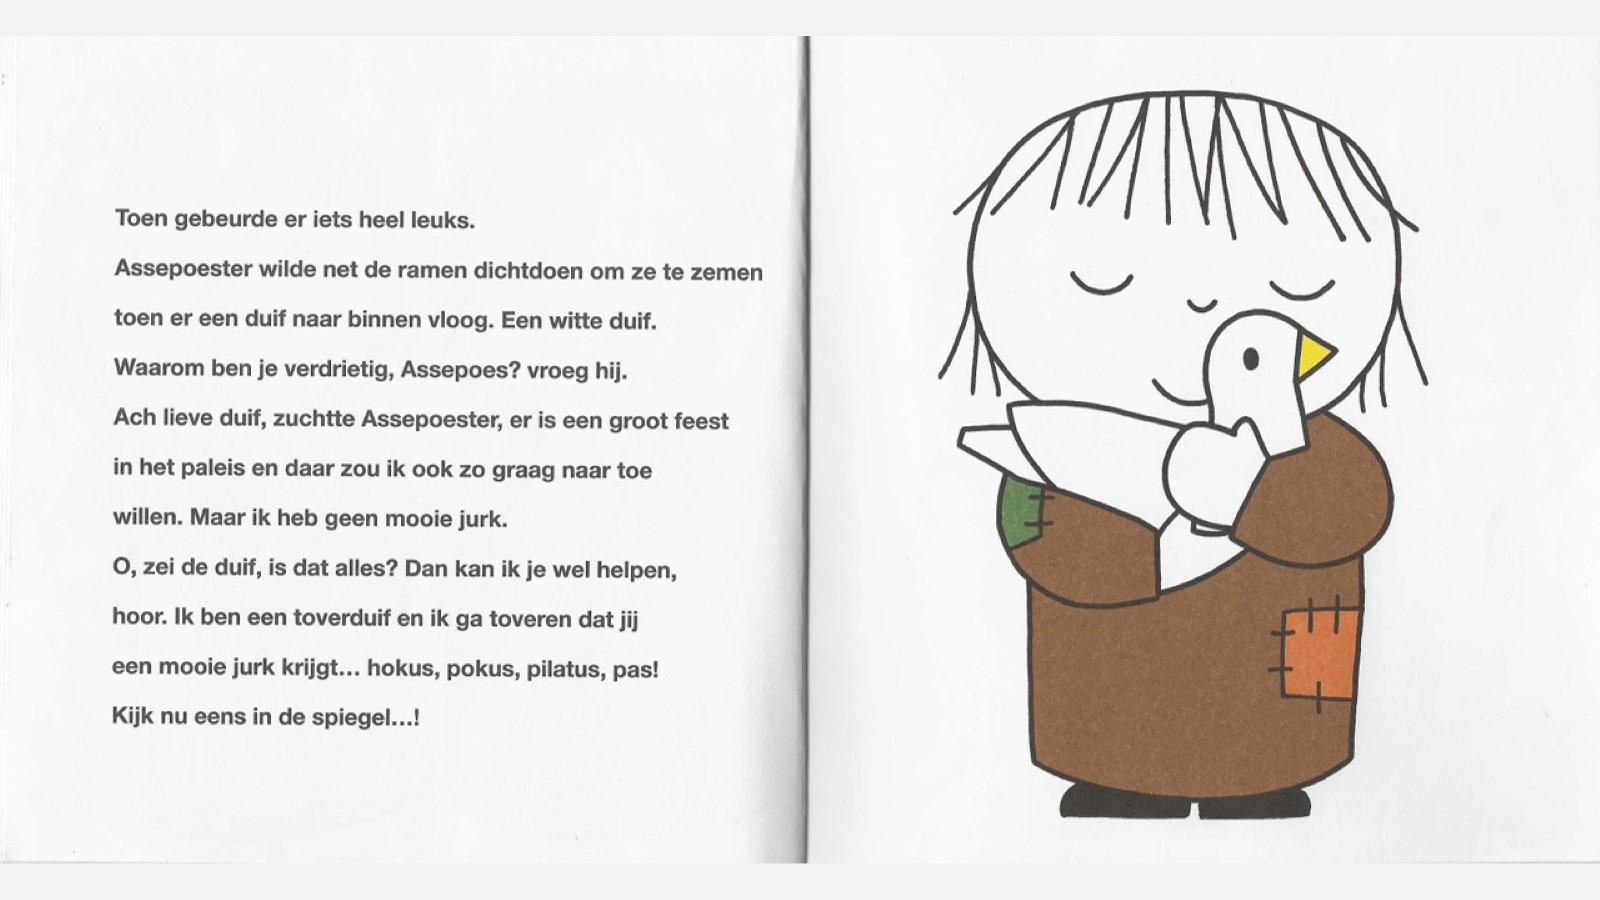 Toen gebeurde er iets heel leuks.
Assepoester wilde net de ramen dichtdoen om ze te zemen
toen er een duif naar binnen vloog. Een witte duif.
Waarom ben je verdrietig, Assepoes? vroeg hij.
Ach lieve duif, zuchtte Assepoester, er is een groot feest
in het paleis en daar zou ik ook zo graag naar toe
willen. Maar ik heb geen mooie jurk.
O, zei de duif, is dat alles? Dan kan ik je wel helpen,
hoor. Ik ben een toverduif en ik ga toveren dat jij
een mooie jurk krijgt... hokus, pokus, pilatus, pas!
Kijk nu eens in de spiegel...!